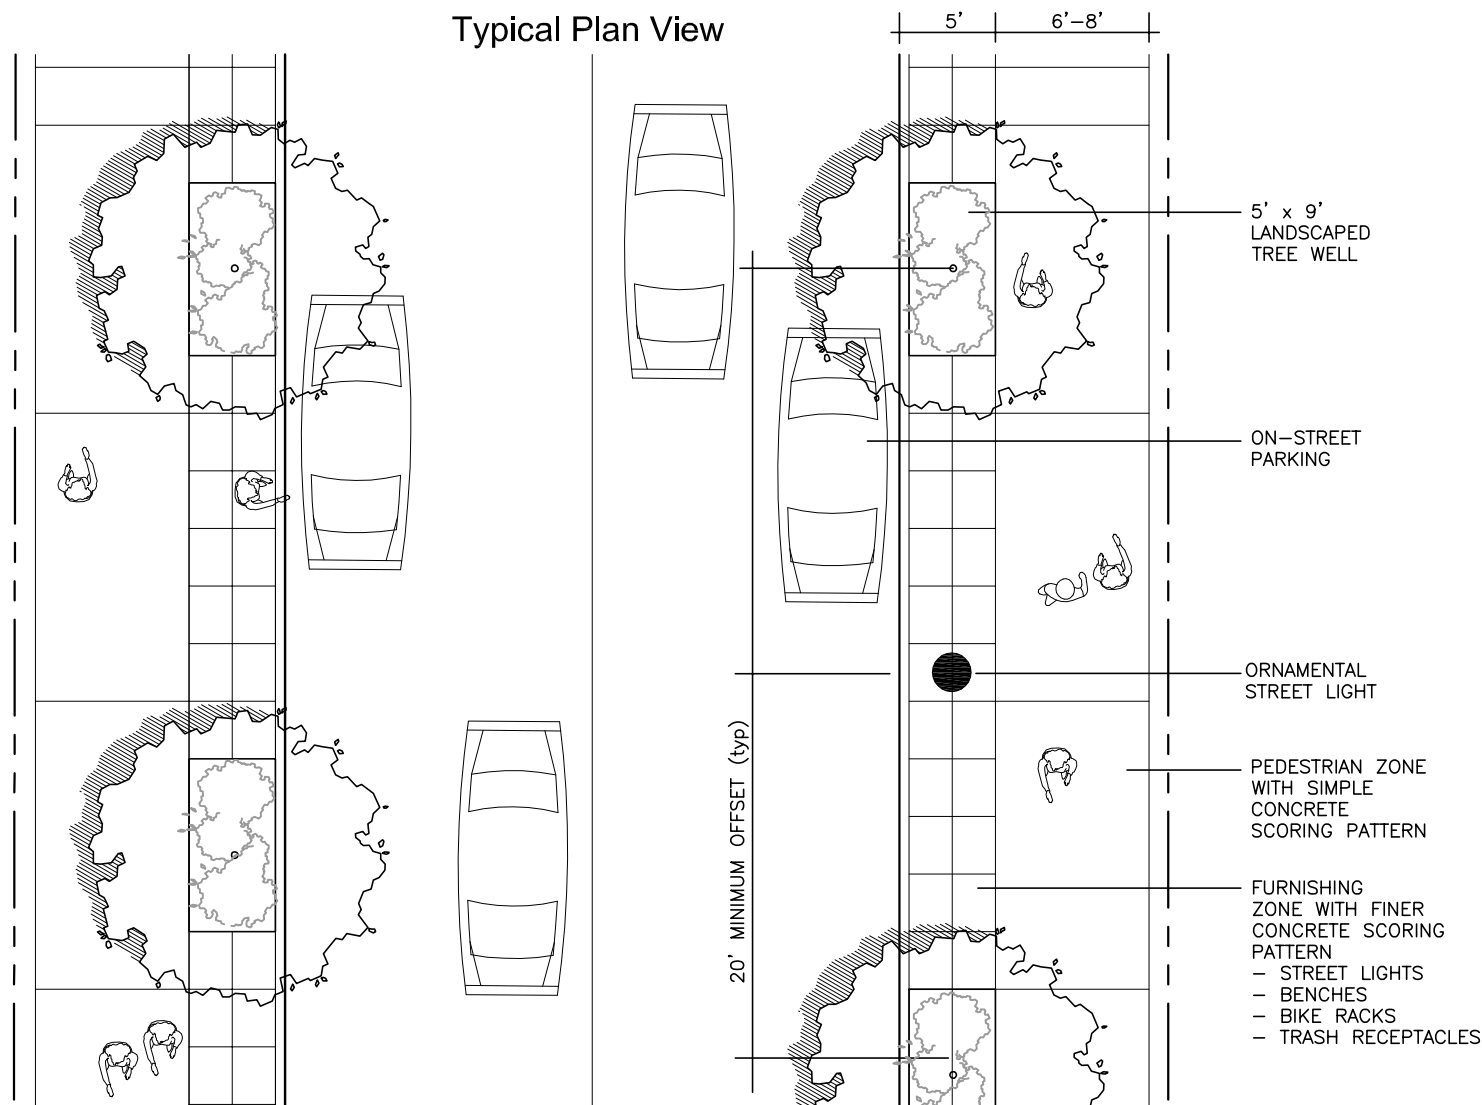 Typical Plan View
5' 6'-8'
5' x 9'
LANDSCAPED
TREE WELL
ON-STREET
PARKING
ORNAMENTAL
STREET LIGHT
20' MINIMUM OFFSET (typ)
PEDESTRIAN ZONE
WITH SIMPLE
CONCRETE
SCORING PATTERN
FURNISHING
ZONE WITH FINER
CONCRETE SCORING
PATTERN
- STREET LIGHTS
- BENCHES
- BIKE RACKS
- TRASH RECEPTACLES